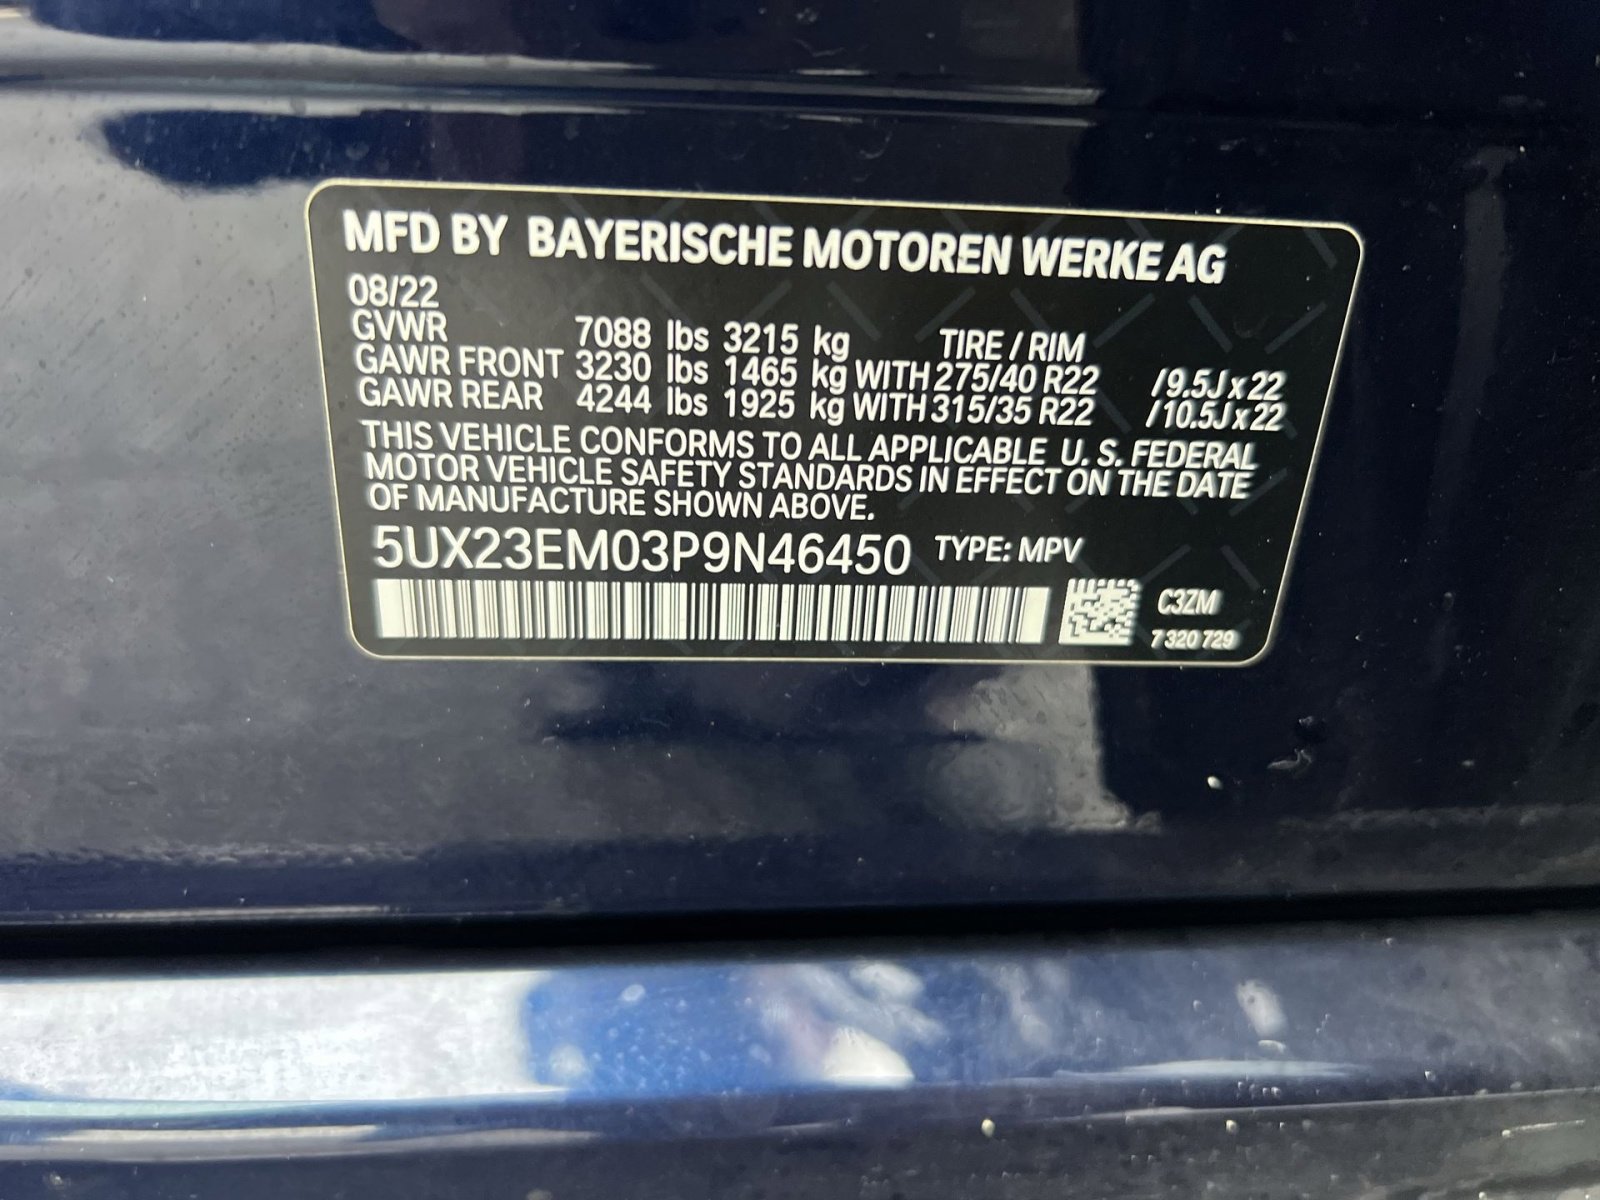 MFD BY BAYERISCHE MOTOREN WERKE AG
08/22
GVWR 7088 lbs 3215 kg TIRE / RIM
GAWR FRONT 3230 lbs 1465 kg WITH 275/40 R22 /9.5J x 22
GAWR REAR 4244 lbs 1925 kg WITH 315/35 R22 /10.5J x 22
THIS VEHICLE CONFORMS TO ALL APPLICABLE U. S. FEDERAL
MOTOR VEHICLE SAFETY STANDARDS IN EFFECT ON THE DATE
OF MANUFACTURE SHOWN ABOVE.
5UX23EM03P9N46450 TYPE: MPV
C3ZM
7 320 729